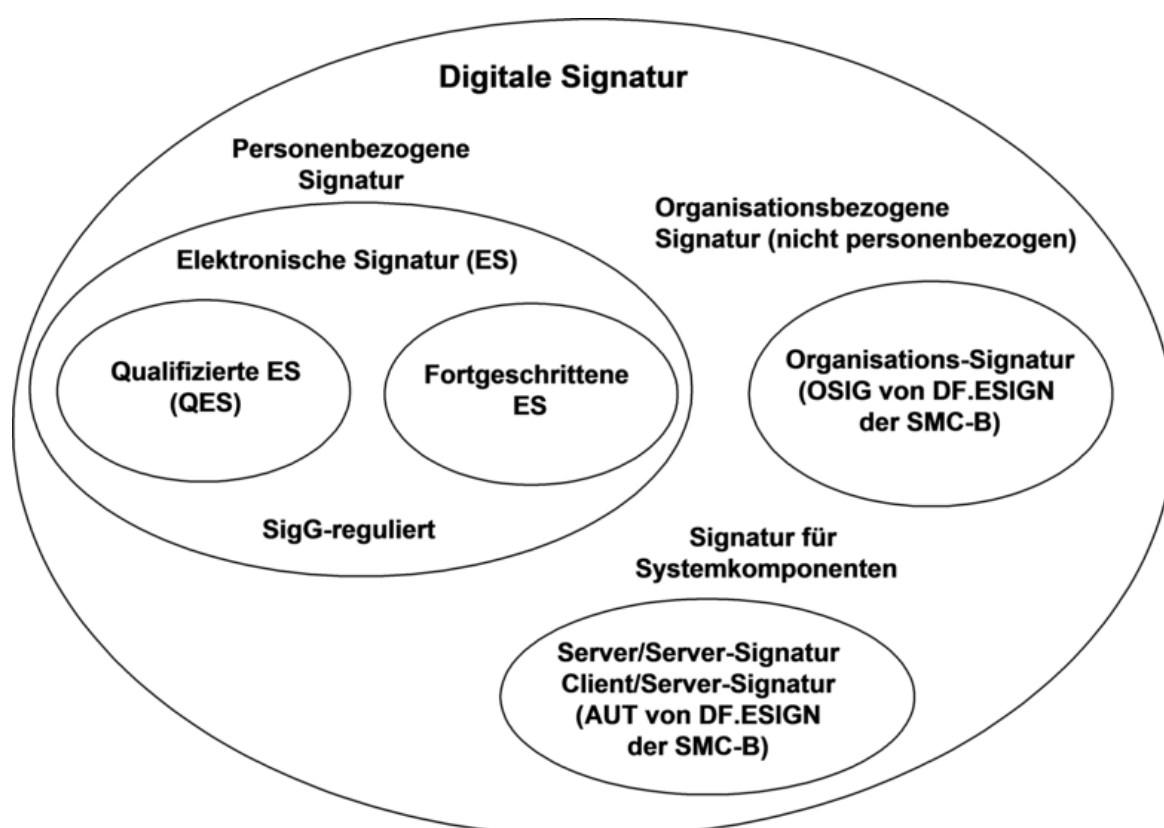 Digitale Signatur
Personenbezogene
Signatur
Elektronische Signatur (ES)
Qualifizierte ES
(QES)
Fortgeschrittene
ES
SigG-reguliert
Organisationsbezogene
Signatur (nicht personenbezogen)
Organisations-Signatur
(OSIG von DF.ESIGN
der SMC-B)
Signatur für
Systemkomponenten
Server/Server-Signatur
Client/Server-Signatur
(AUT von DF.ESIGN
der SMC-B)